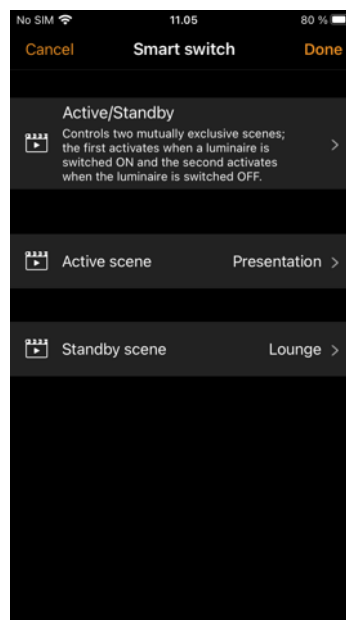 No SIM 11.05 80 %
Cancel Smart switch Done
Active/Standby
Controls two mutually exclusive scenes;
the first activates when a luminaire is
switched ON and the second activates
when the luminaire is switched OFF.
Active scene Presentation
Standby scene Lounge